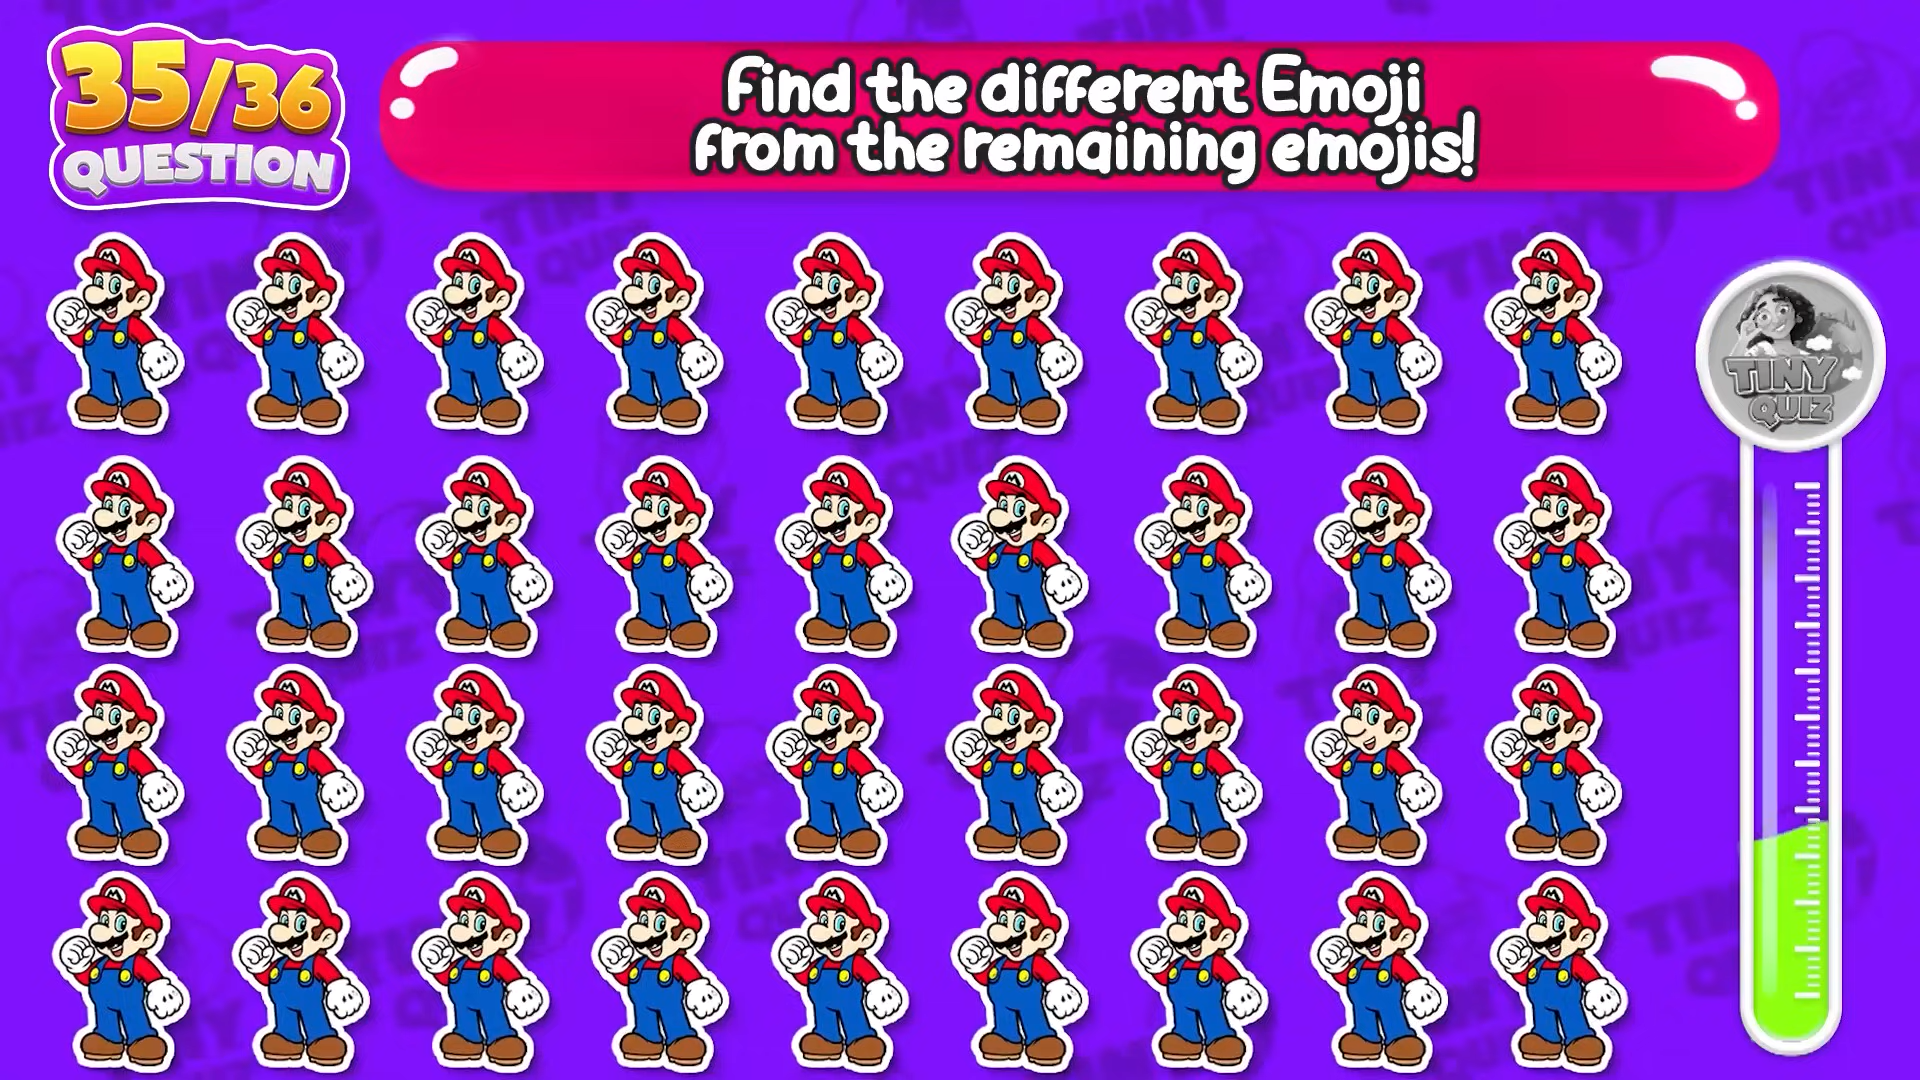 35/36
QUESTION
Find the different Emoji
from the remaining emojis!
TINY
QUIZ